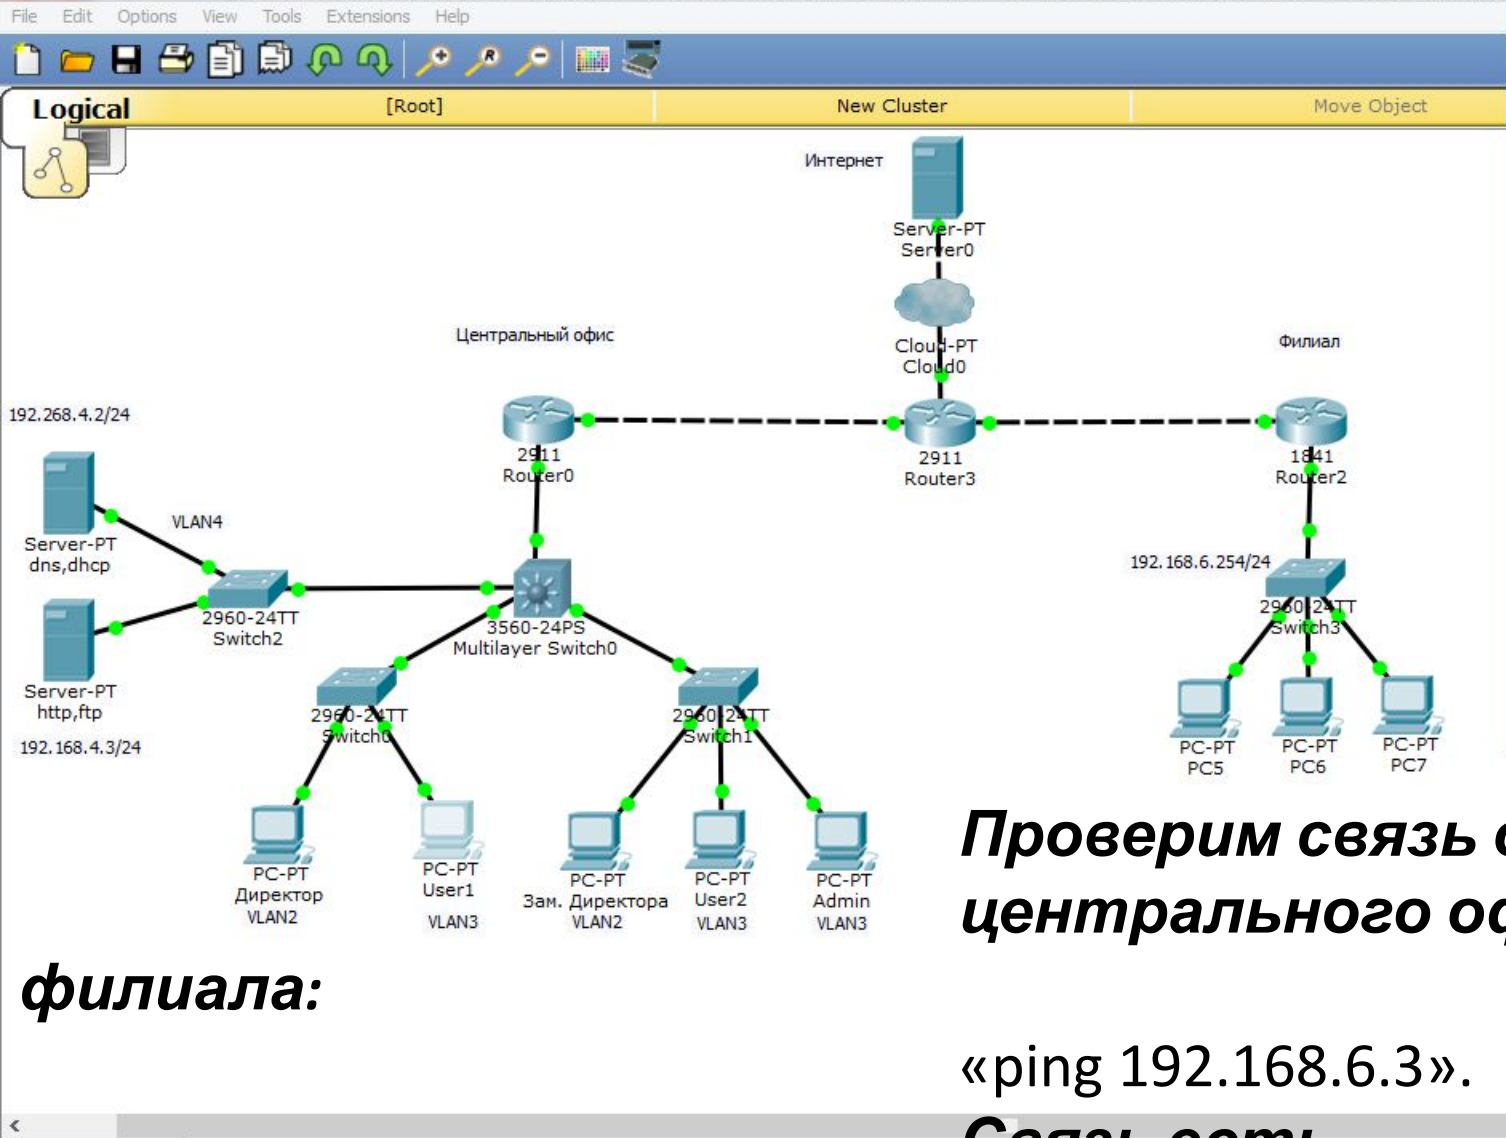 File Edit Options View Tools Extensions Help
Logical [Root] New Cluster Move Object
Интернет
Server-PT
Server0
Cloud-PT
Cloud0
Центральный офис
Филиал
192.268.4.2/24
2911
Router0
2911
Router3
1841
Router2
VLAN4
Server-PT
dns,dhcp
192.168.6.254/24
2960-24TT
Switch2
3560-24PS
Multilayer Switch0
2960-24TT
Switch3
Server-PT
http,ftp
192.168.4.3/24
2960-24TT
Switch0
2960-24TT
Switch1
PC-PT
PC5
PC-PT
PC6
PC-PT
PC7
PC-PT
Директор
VLAN2
PC-PT
User1
VLAN3
PC-PT
Зам. Директора
VLAN2
PC-PT
User2
VLAN3
PC-PT
Admin
VLAN3
Проверим связь
центрального
филиала:
«ping 192.168.6.3».
Связь есть